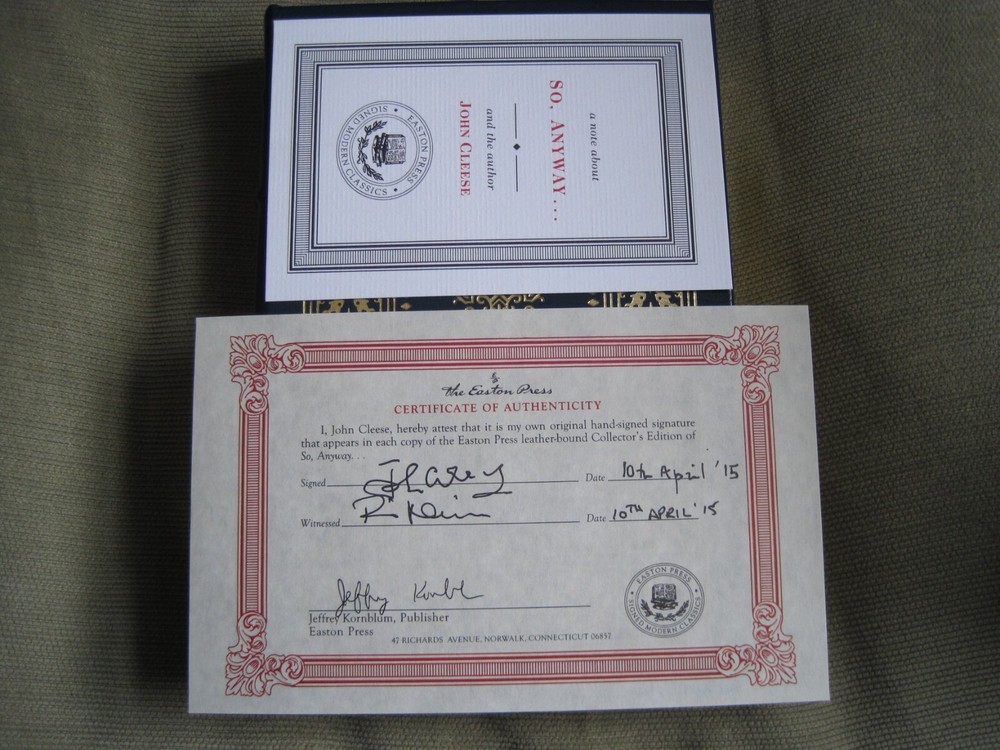 a note about
SO, ANYWAY...
and the author
JOHN CLEESE
EASTON PRESS
SIGNED MODERN CLASSICS
The Easton Press
CERTIFICATE OF AUTHENTICITY
I, John Cleese, hereby attest that it is my own original hand-signed signature
that appears in each copy of the Easton Press leather-bound Collector's Edition of
So, Anyway. . .
Signed Date 10th April '15
Witnessed Date 10TH APRIL '15
Jeffrey Kornblum, Publisher
Easton Press
47 RICHARDS AVENUE, NORWALK, CONNECTICUT 06857
EASTON PRESS
SIGNED MODERN CLASSICS